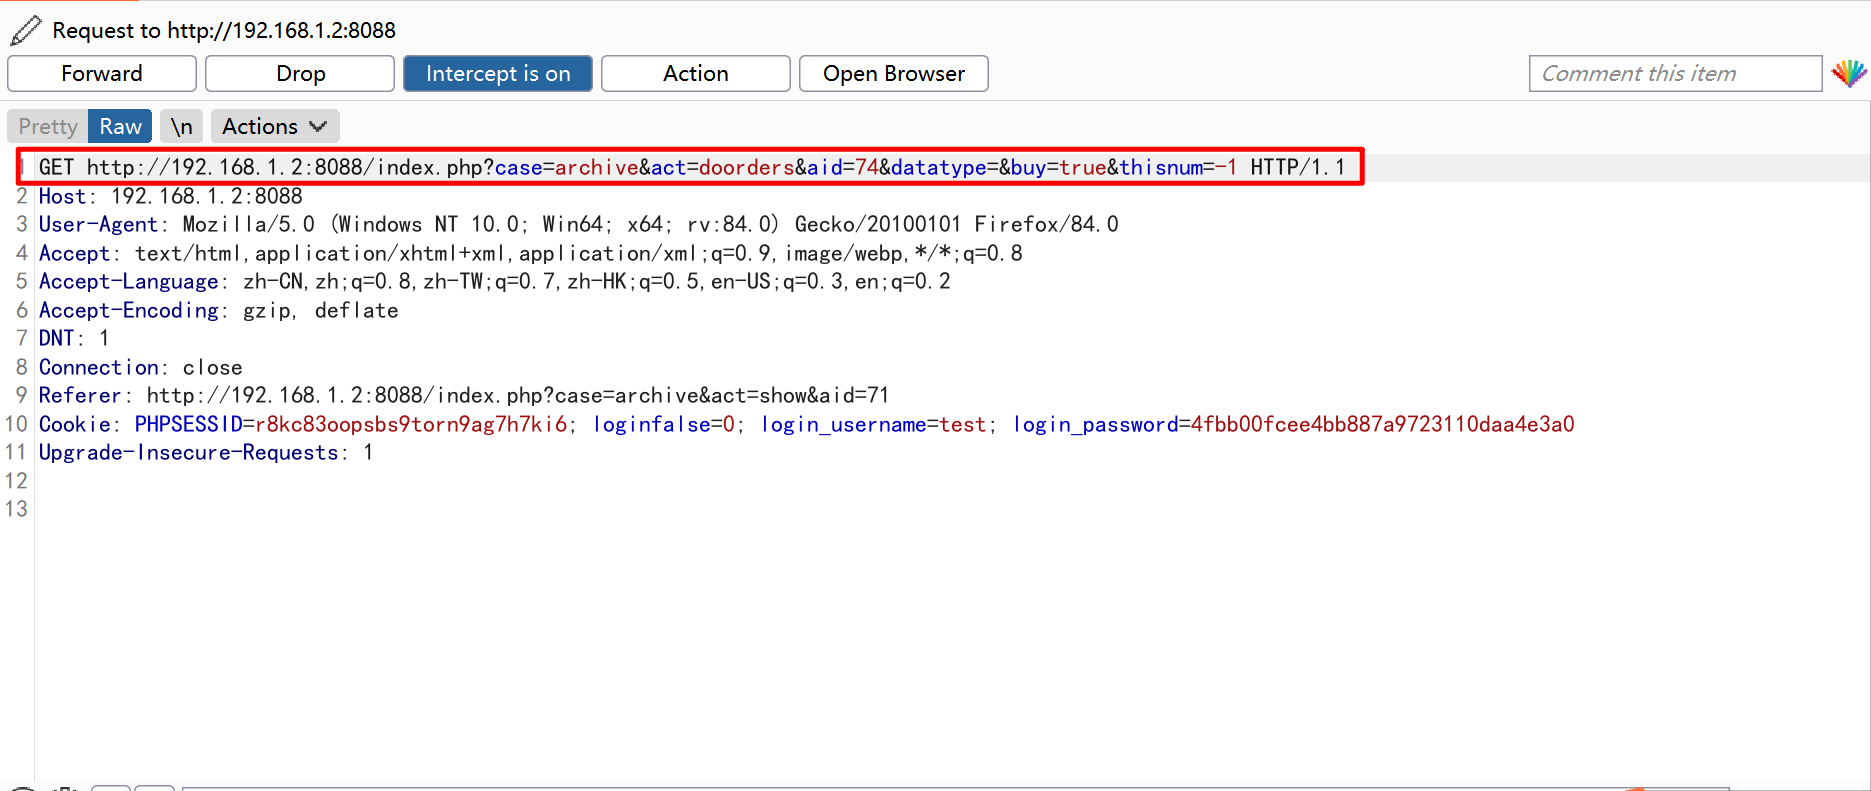 Request to http://192.168.1.2:8088
Forward Drop Intercept is on Action Open Browser Comment this item
Pretty Raw \n Actions
1 GET http://192.168.1.2:8088/index.php?case=archive&act=doorders&aid=74&datatype=&buy=true&thisnum=-1 HTTP/1.1
2 Host: 192.168.1.2:8088
3 User-Agent: Mozilla/5.0 (Windows NT 10.0; Win64; x64; rv:84.0) Gecko/20100101 Firefox/84.0
4 Accept: text/html,application/xhtml+xml,application/xml;q=0.9,image/webp,*/*;q=0.8
5 Accept-Language: zh-CN,zh;q=0.8,zh-TW;q=0.7,zh-HK;q=0.5,en-US;q=0.3,en;q=0.2
6 Accept-Encoding: gzip, deflate
7 DNT: 1
8 Connection: close
9 Referer: http://192.168.1.2:8088/index.php?case=archive&act=show&aid=71
10 Cookie: PHPSESSID=r8kc83oopsbs9torn9ag7h7ki6; loginfalse=0; login_username=test; login_password=4fbb00fcee4bb887a9723110daa4e3a0
11 Upgrade-Insecure-Requests: 1
12
13